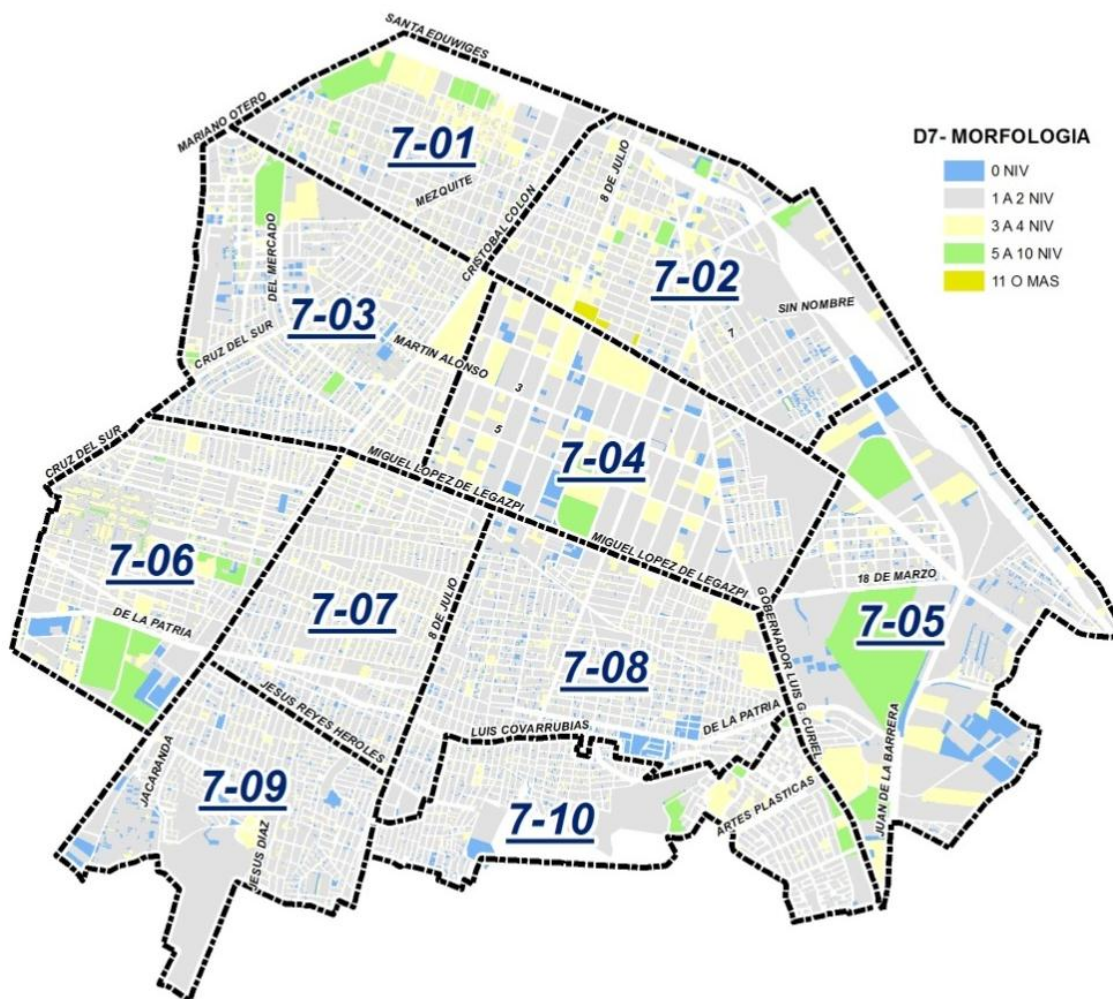 SANTA EDUWIGES
MARIANO OTERO
D7- MORFOLOGIA
0 NIV
1 A 2 NIV
3 A 4 NIV
5 A 10 NIV
11 O MAS
7-01
MEZQUITE
8 DE JULIO
CRISTOBAL COLON
DEL MERCADO
7-02
SIN NOMBRE
7
7-03
CRUZ DEL SUR
MARTIN ALONSO
3
5
7-04
CRUZ DEL SUR
MIGUEL LOPEZ DE LEGAZPI
MIGUEL LOPEZ DE LEGAZPI
7-06
DE LA PATRIA
7-07
8 DE JULIO
7-08
18 DE MARZO
7-05
GOBERNADOR LUIS G. CURIEL
JESUS REYES HEROLES
LUIS COVARRUBIAS
DE LA PATRIA
JUAN DE LA BARRERA
JACARANDA
7-09
JESUS DIAZ
7-10
ARTES PLASTICAS